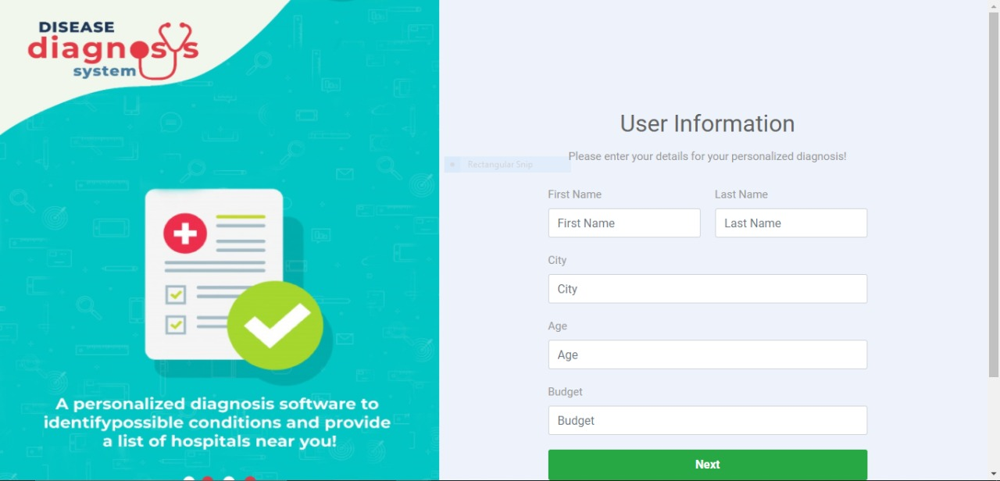 DISEASE
diagnosys
system
A personalized diagnosis software to
identifypossible conditions and provide
a list of hospitals near you!
User Information
Please enter your details for your personalized diagnosis!
Rectangular Snip
First Name
Last Name
First Name
Last Name
City
City
Age
Age
Budget
Budget
Next